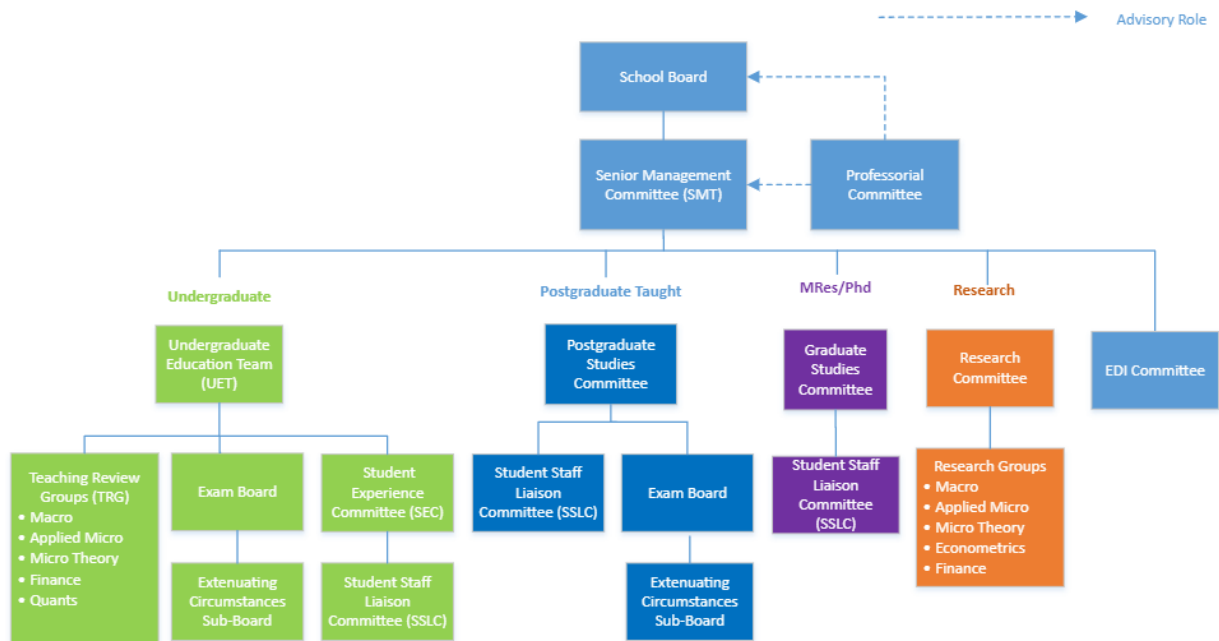 Advisory Role
School Board
Senior Management
Committee (SMT)
Professorial
Committee
Undergraduate
Postgraduate Taught
MRes/Phd
Research
Undergraduate
Education Team
(UET)
Postgraduate
Studies
Committee
Graduate
Studies
Committee
Research
Committee
EDI Committee
Teaching Review
Groups (TRG)
• Macro
• Applied Micro
• Micro Theory
• Finance
• Quants
Exam Board
Student
Experience
Committee (SEC)
Student Staff
Liaison
Committee (SSLC)
Exam Board
Student Staff
Liaison
Committee
(SSLC)
Research Groups
• Macro
• Applied Micro
• Micro Theory
• Econometrics
• Finance
Extenuating
Circumstances
Sub-Board
Student Staff
Liaison
Committee (SSLC)
Extenuating
Circumstances
Sub-Board